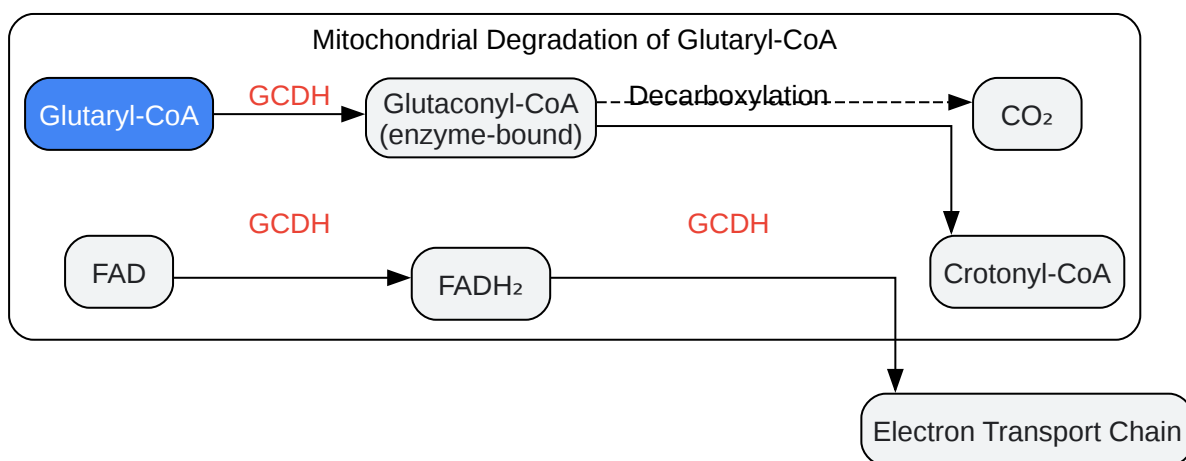 Mitochondrial Degradation of Glutaryl-CoA
Glutaryl-CoA
GCDH
Glutaconyl-CoA
(enzyme-bound)
Decarboxylation
CO₂
GCDH
GCDH
FAD
FADH₂
Crotonyl-CoA
Electron Transport Chain